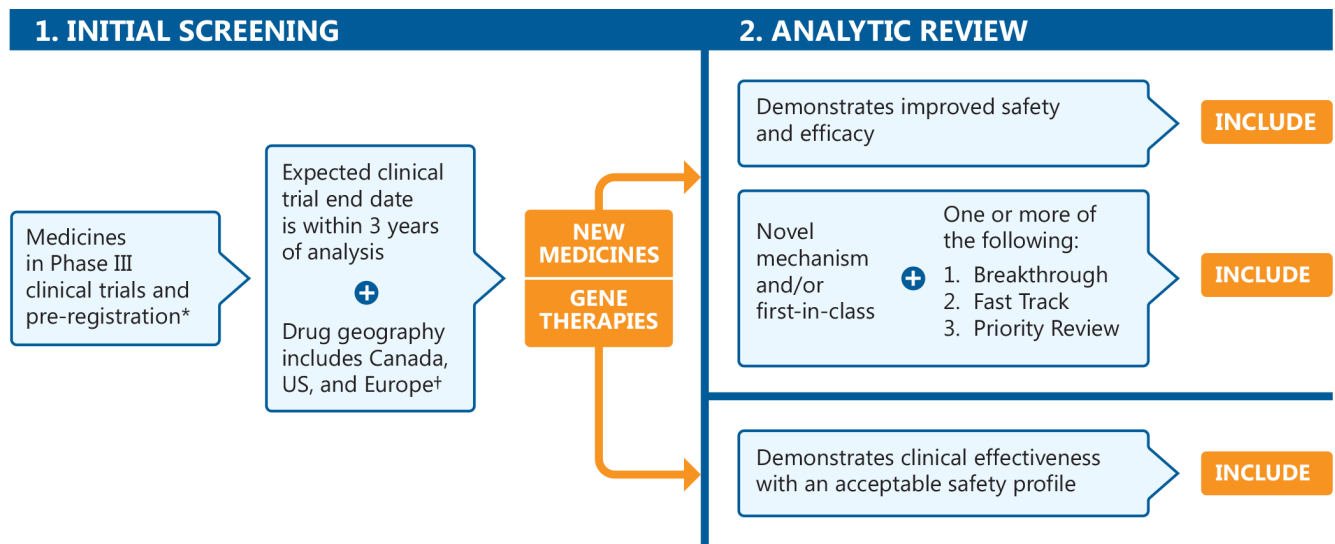 1. INITIAL SCREENING
Medicines
in Phase III
clinical trials and
pre-registration*
Expected clinical
trial end date
is within 3 years
of analysis
+
Drug geography
includes Canada,
US, and Europe†
NEW
MEDICINES
GENE
THERAPIES
2. ANALYTIC REVIEW
Demonstrates improved safety
and efficacy
INCLUDE
Novel
mechanism
and/or
first-in-class
+
One or more of
the following:
1. Breakthrough
2. Fast Track
3. Priority Review
INCLUDE
Demonstrates clinical effectiveness
with an acceptable safety profile
INCLUDE